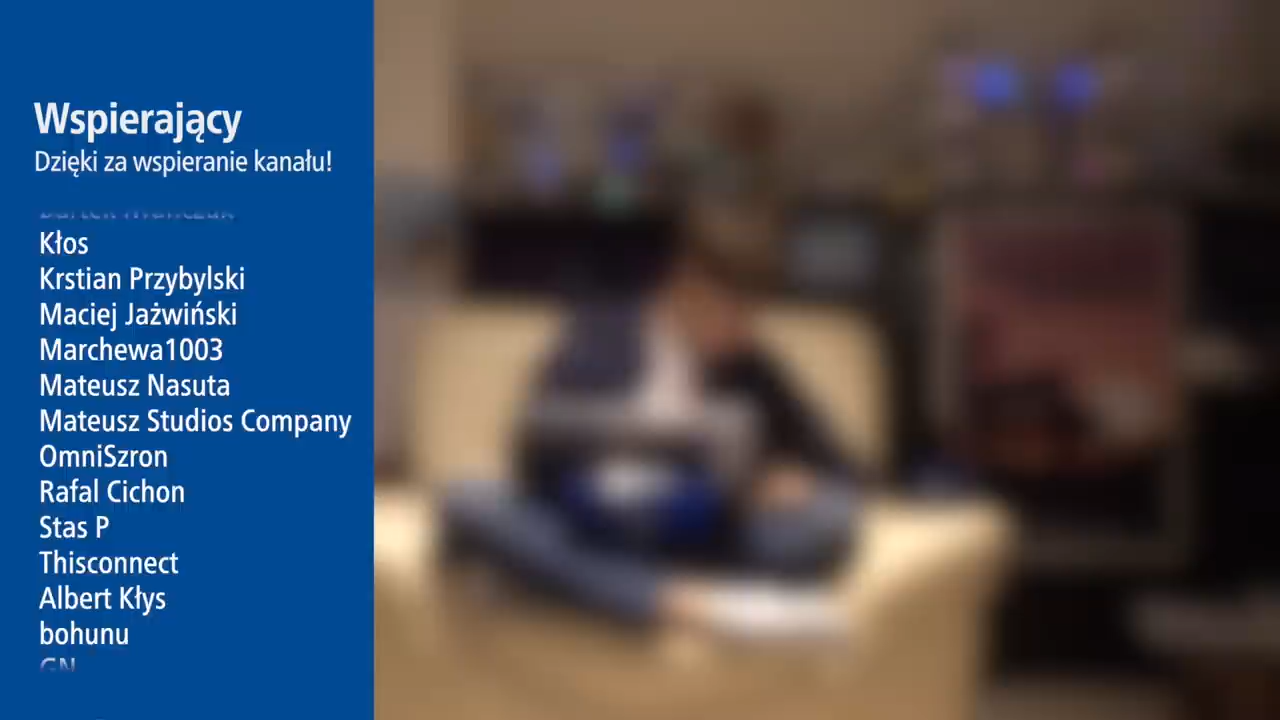 Wspierający
Dzięki za wspieranie kanału!
Kłos
Krstian Przybylski
Maciej Jażwiński
Marchewa1003
Mateusz Nasuta
Mateusz Studios Company
OmniSzron
Rafal Cichon
Stas P
Thisconnect
Albert Kłys
bohunu
GN